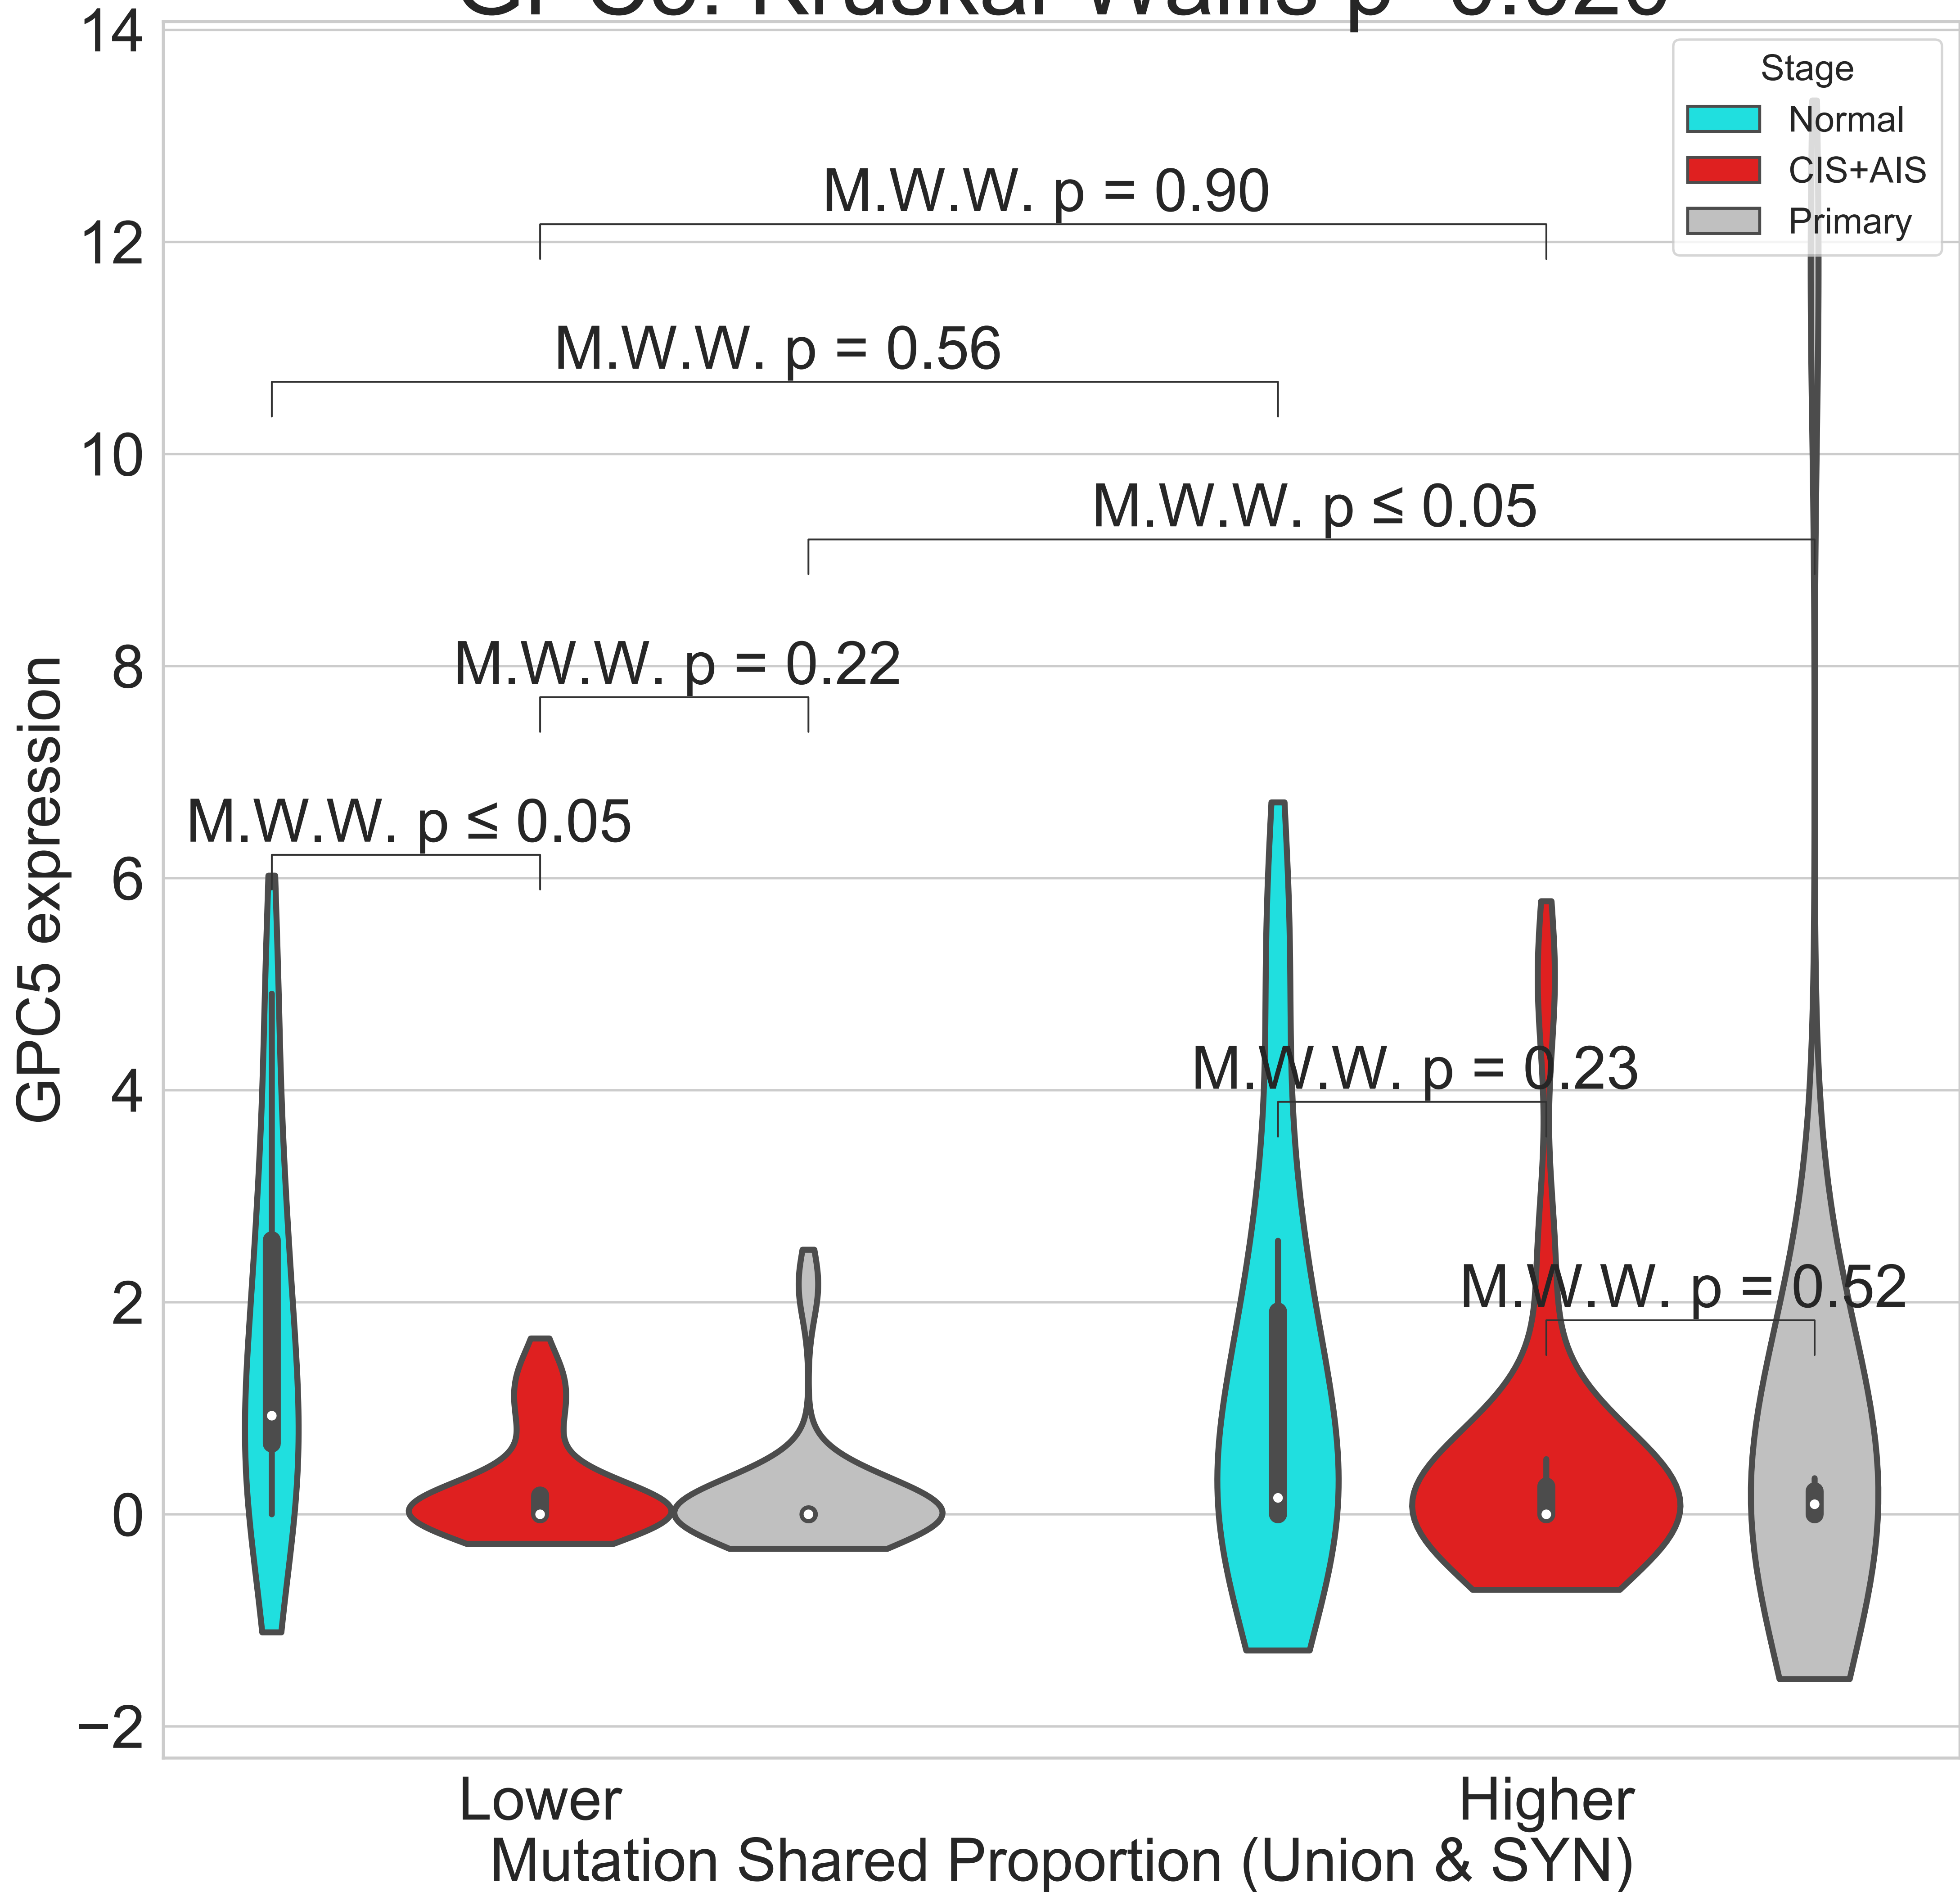 14
Stage
Normal
CIS+AIS
Primary
M.W.W. p = 0.90
12
M.W.W. p = 0.56
10
M.W.W. p ≤ 0.05
8
M.W.W. p = 0.22
M.W.W. p ≤ 0.05
6
GPC5 expression
M.W.W. p = 0.23
4
M.W.W. p = 0.52
2
0
−2
Lower
Higher
Mutation Shared Proportion (Union & SYN)